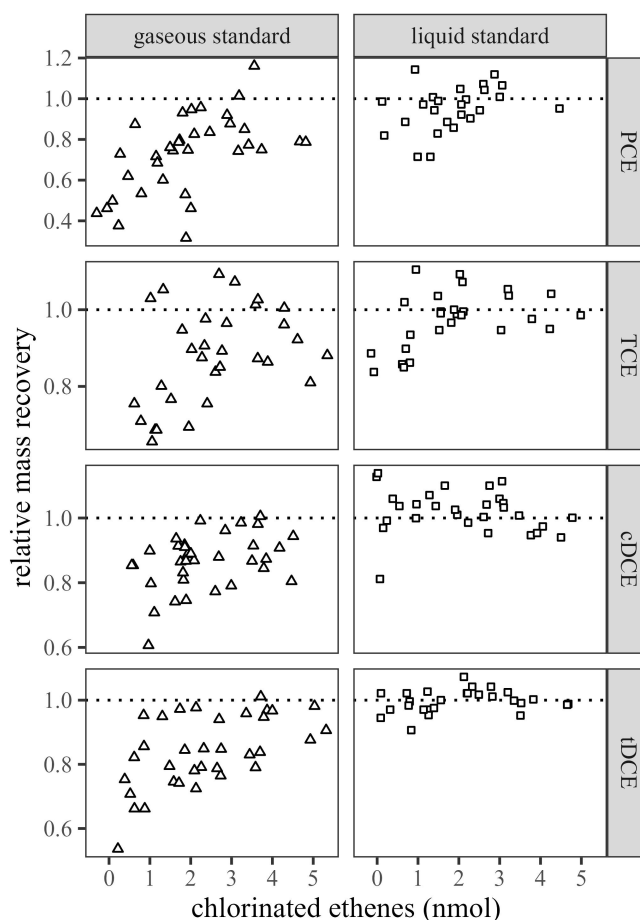 gaseous standard
liquid standard
1.2
1.0
0.8
0.6
0.4
PCE
1.0
0.8
TCE
1.0
0.8
0.6
cDCE
1.0
0.8
0.6
tDCE
relative mass recovery
0 1 2 3 4 5
0 1 2 3 4 5
chlorinated ethenes (nmol)